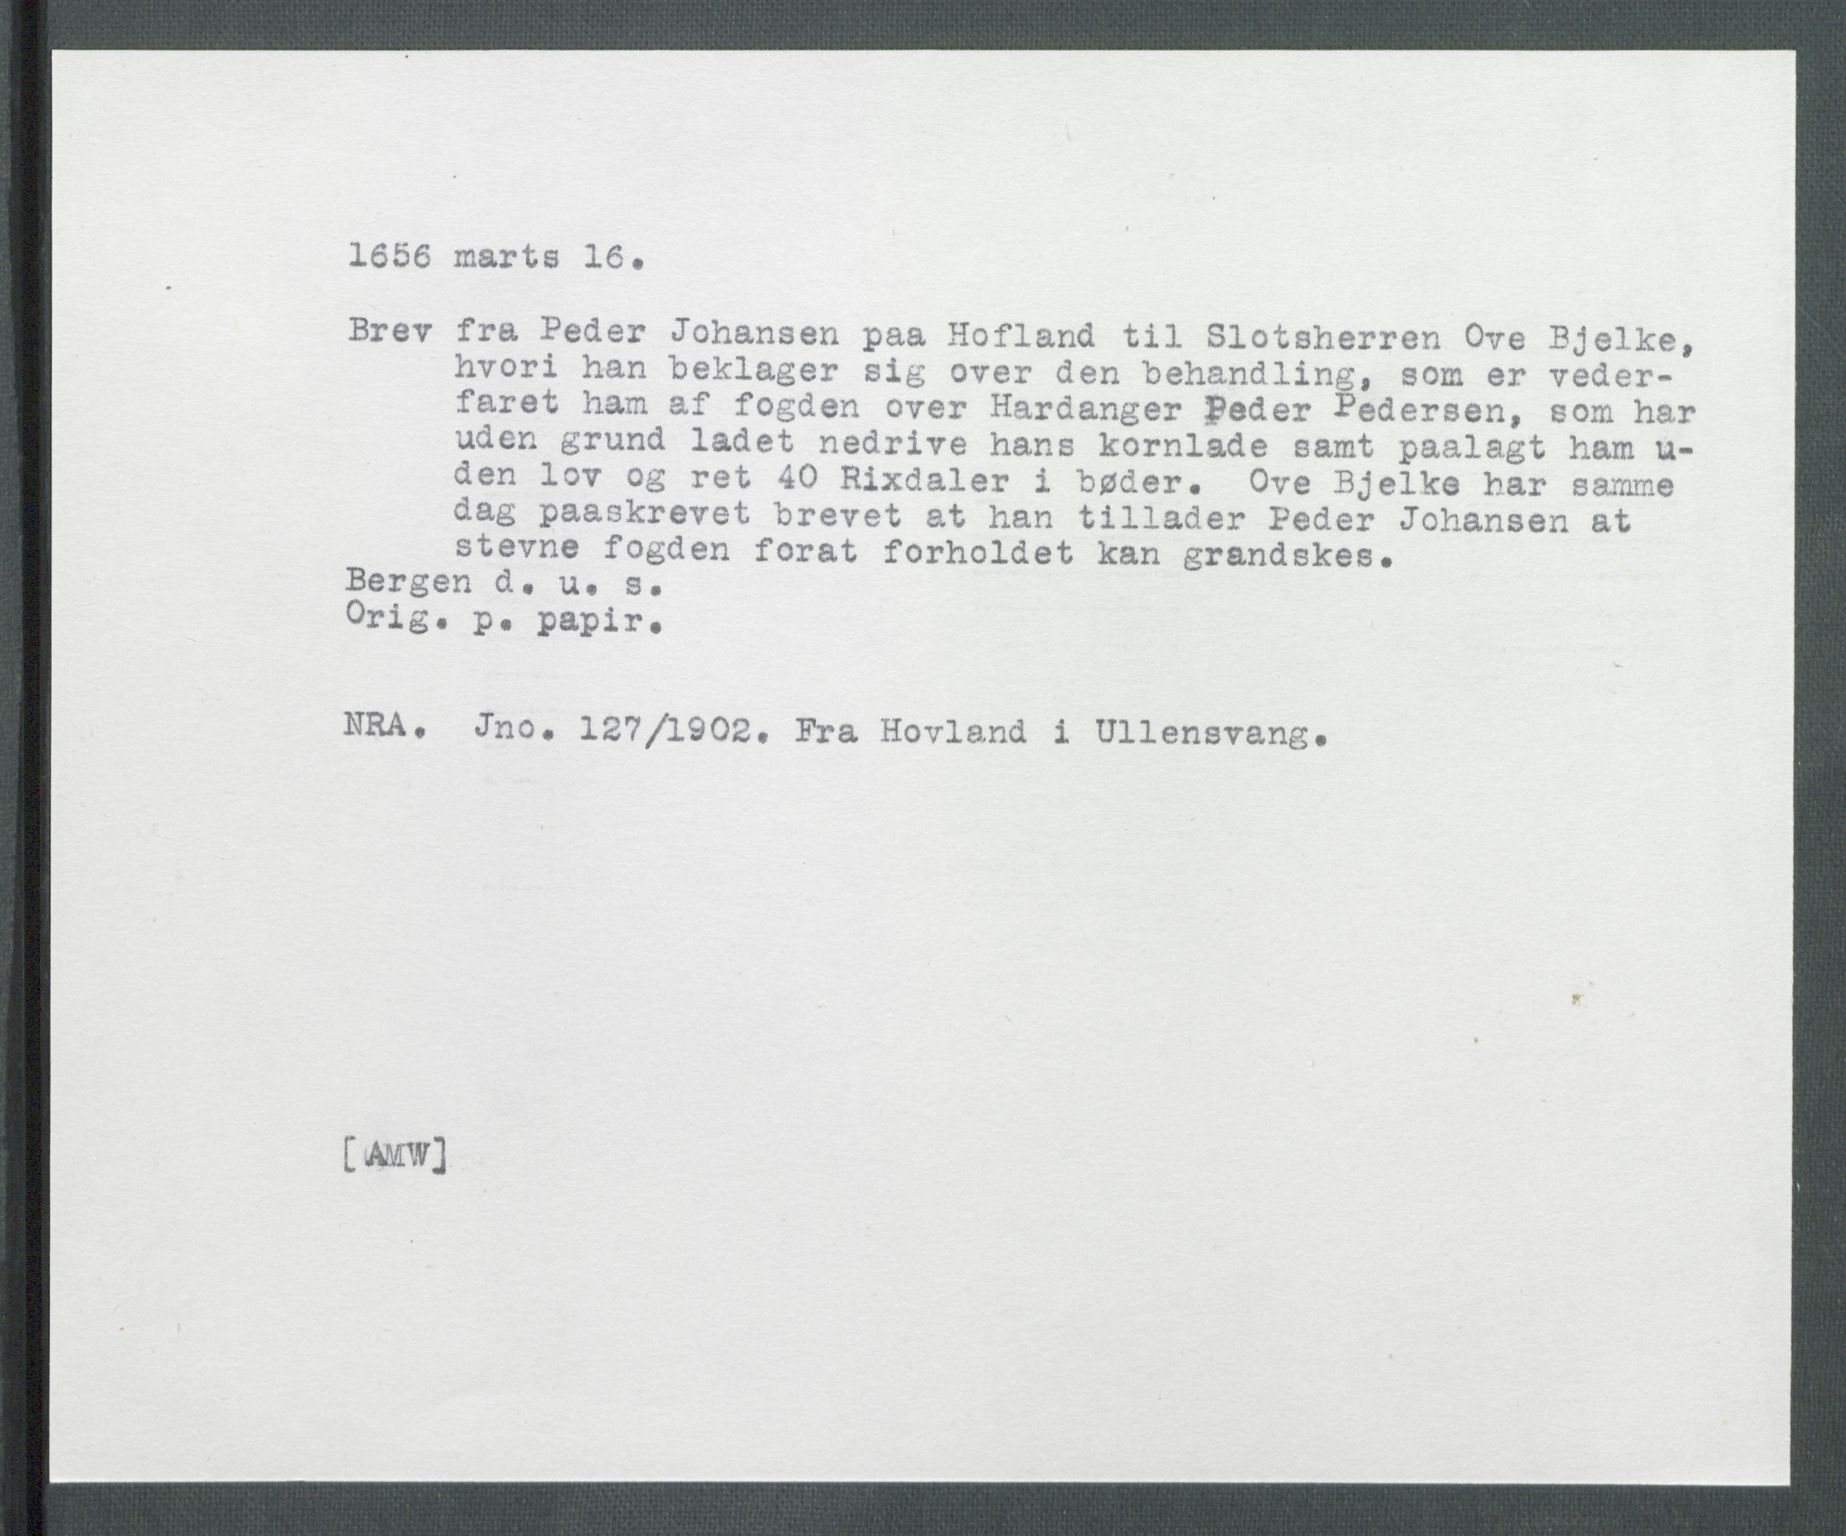 1656 marts 16.
Brev fra Peder Johansen paa Hofland til Slotsherren Ove Bjelke,
hvori han beklager sig over den behandling, som er veder-
faret ham af fogden over Hardanger Peder Pedersen, som har
uden grund ladet nedrive hans kornlade samt paalagt ham u-
den lov og ret 40 Rixdaler i bøder. Ove Bjelke har samme
dag paaskrevet brevet at han tillader Peder Johansen at
stevne fogden forat forholdet kan grandskes.
Bergen d. u. s.
Orig. p. papir.
NRA. Jno. 127/1902. Fra Hovland i Ullensvang.
[AMW]